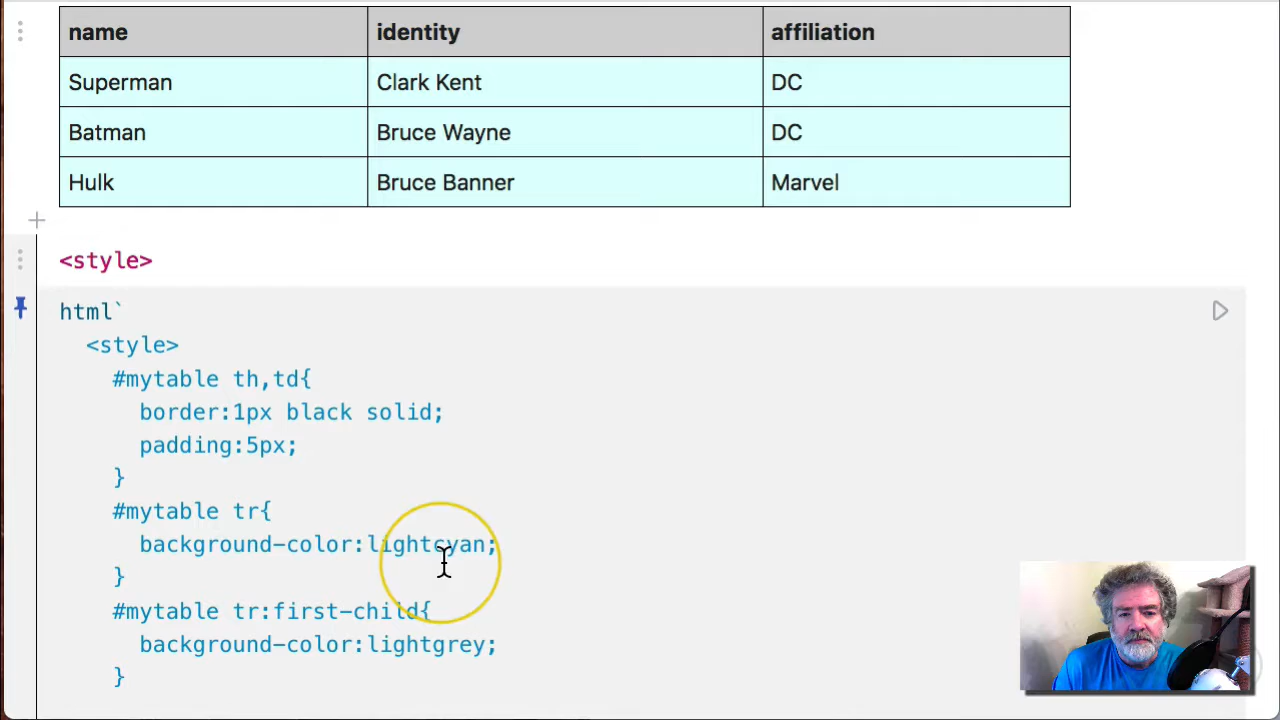 name identity affiliation
Superman Clark Kent DC
Batman Bruce Wayne DC
Hulk Bruce Banner Marvel
<style>
html`
<style>
#mytable th,td{
border:1px black solid;
padding:5px;
}
#mytable tr{
background-color:lightcyan;
}
#mytable tr:first-child{
background-color:lightgrey;
}